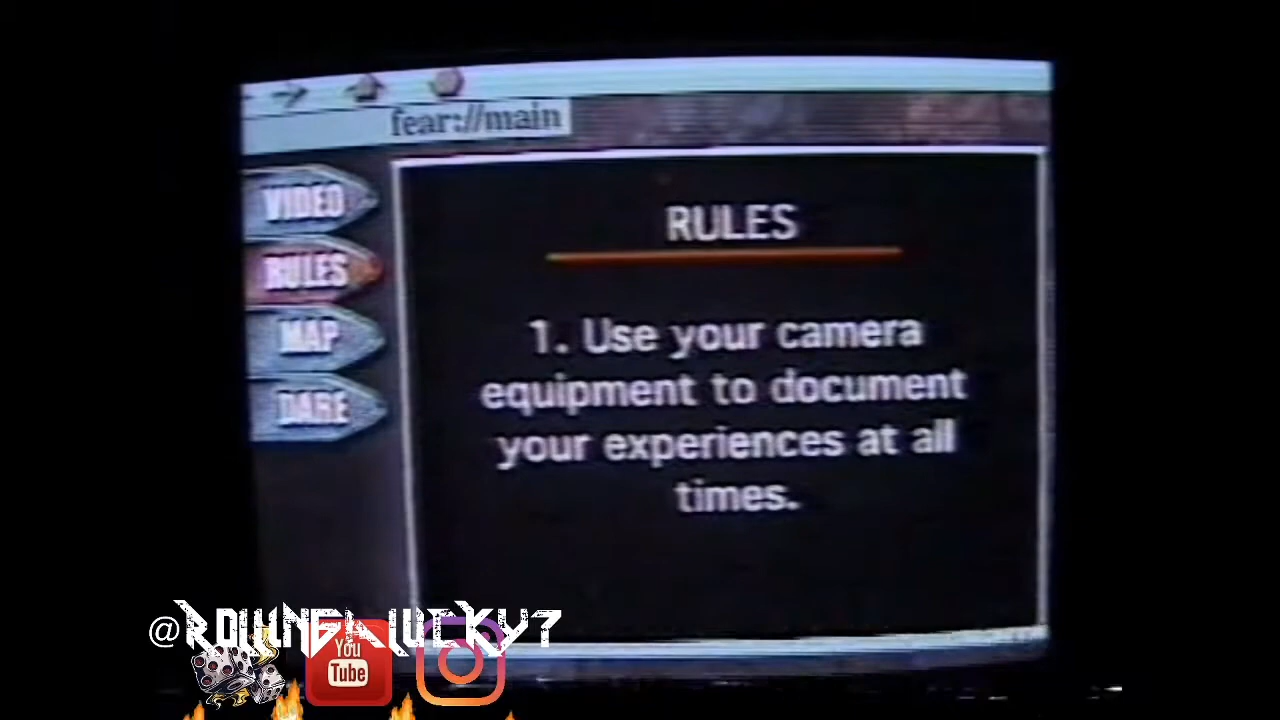 fear://main
VIDEO
RULES
MAP
DARE
RULES
1. Use your camera
equipment to document
your experiences at all
times.
@ROLLINGALUCKY7
You
Tube